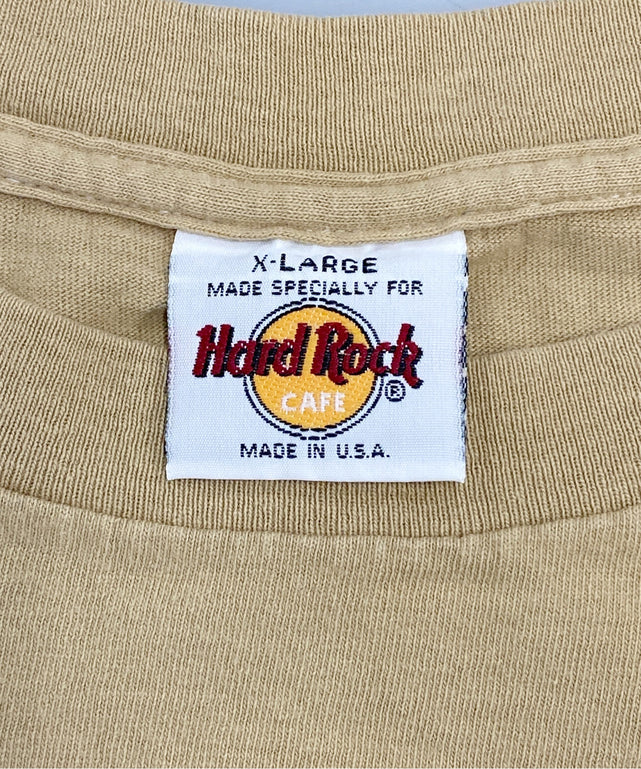 X-LARGE
MADE SPECIALLY FOR
Hard Rock
CAFE ®
MADE IN U.S.A.